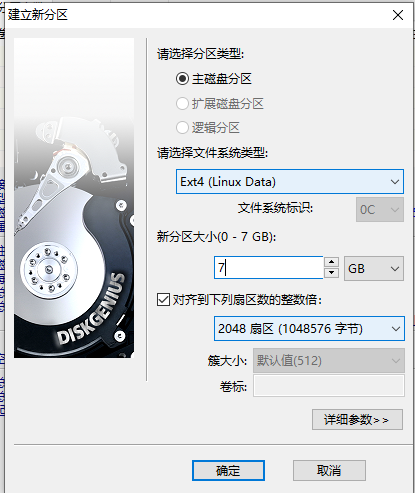 建立新分区
请选择分区类型:
主磁盘分区
扩展磁盘分区
逻辑分区
请选择文件系统类型:
Ext4 (Linux Data)
文件系统标识:
0C
新分区大小(0 - 7 GB):
7
GB
对齐到下列扇区数的整数倍:
2048 扇区 (1048576 字节)
簇大小:
默认值(512)
卷标:
详细参数>>
确定
取消
DISKGENIUS